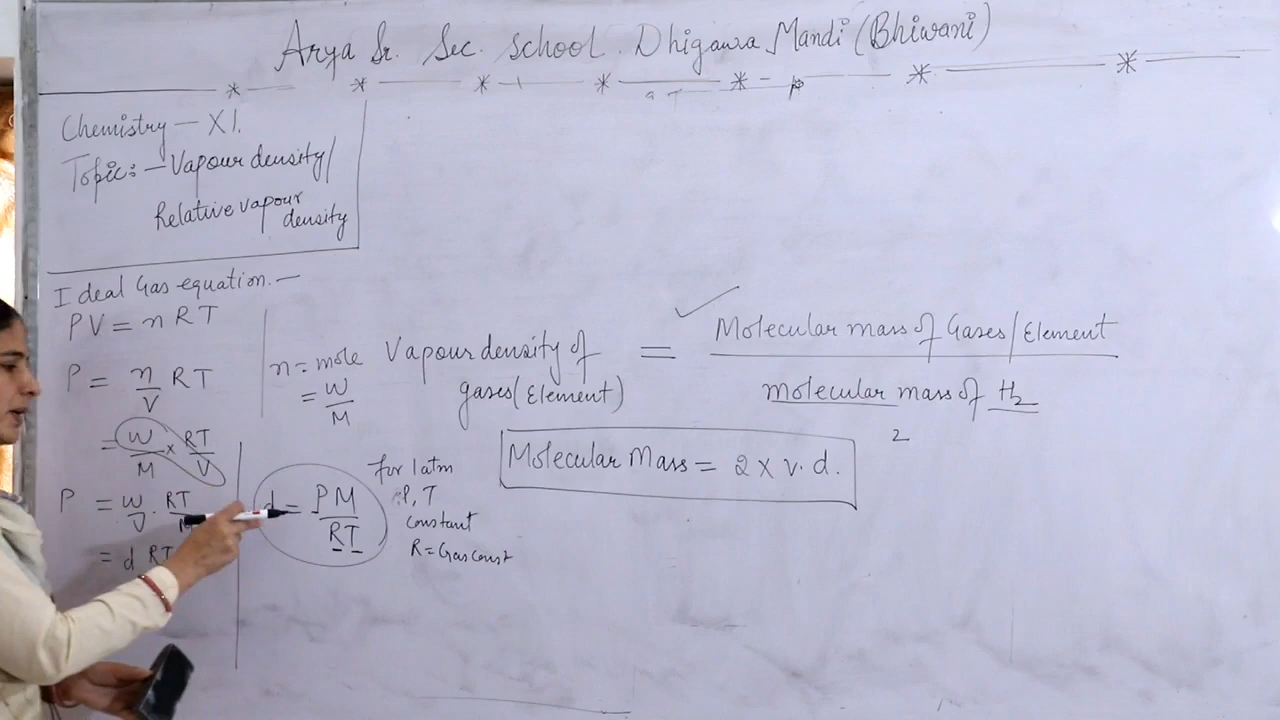 Arya Sr. Sec. School. Dhigawa Mandi (Bhiwani)
Chemistry — XI.
Topic:- Vapour density/
Relative vapour
density
Ideal Gas equation. —
PV = nRT
P = n/V RT
= W/M × RT/V
P = W/V . RT/M
= d RT
n = mole
= W/M
d = PM/RT
for 1 atm
P, T
constant
R = Gas const
Vapour density of
gases (Element)
= Molecular mass of Gases/Element
molecular mass of H2
2
Molecular Mass = 2 × v. d.